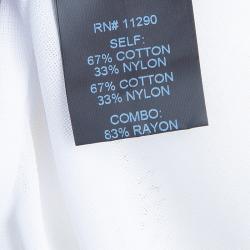 RN# 11290
SELF:
67% COTTON
33% NYLON
67% COTTON
33% NYLON
COMBO:
83% RAYON